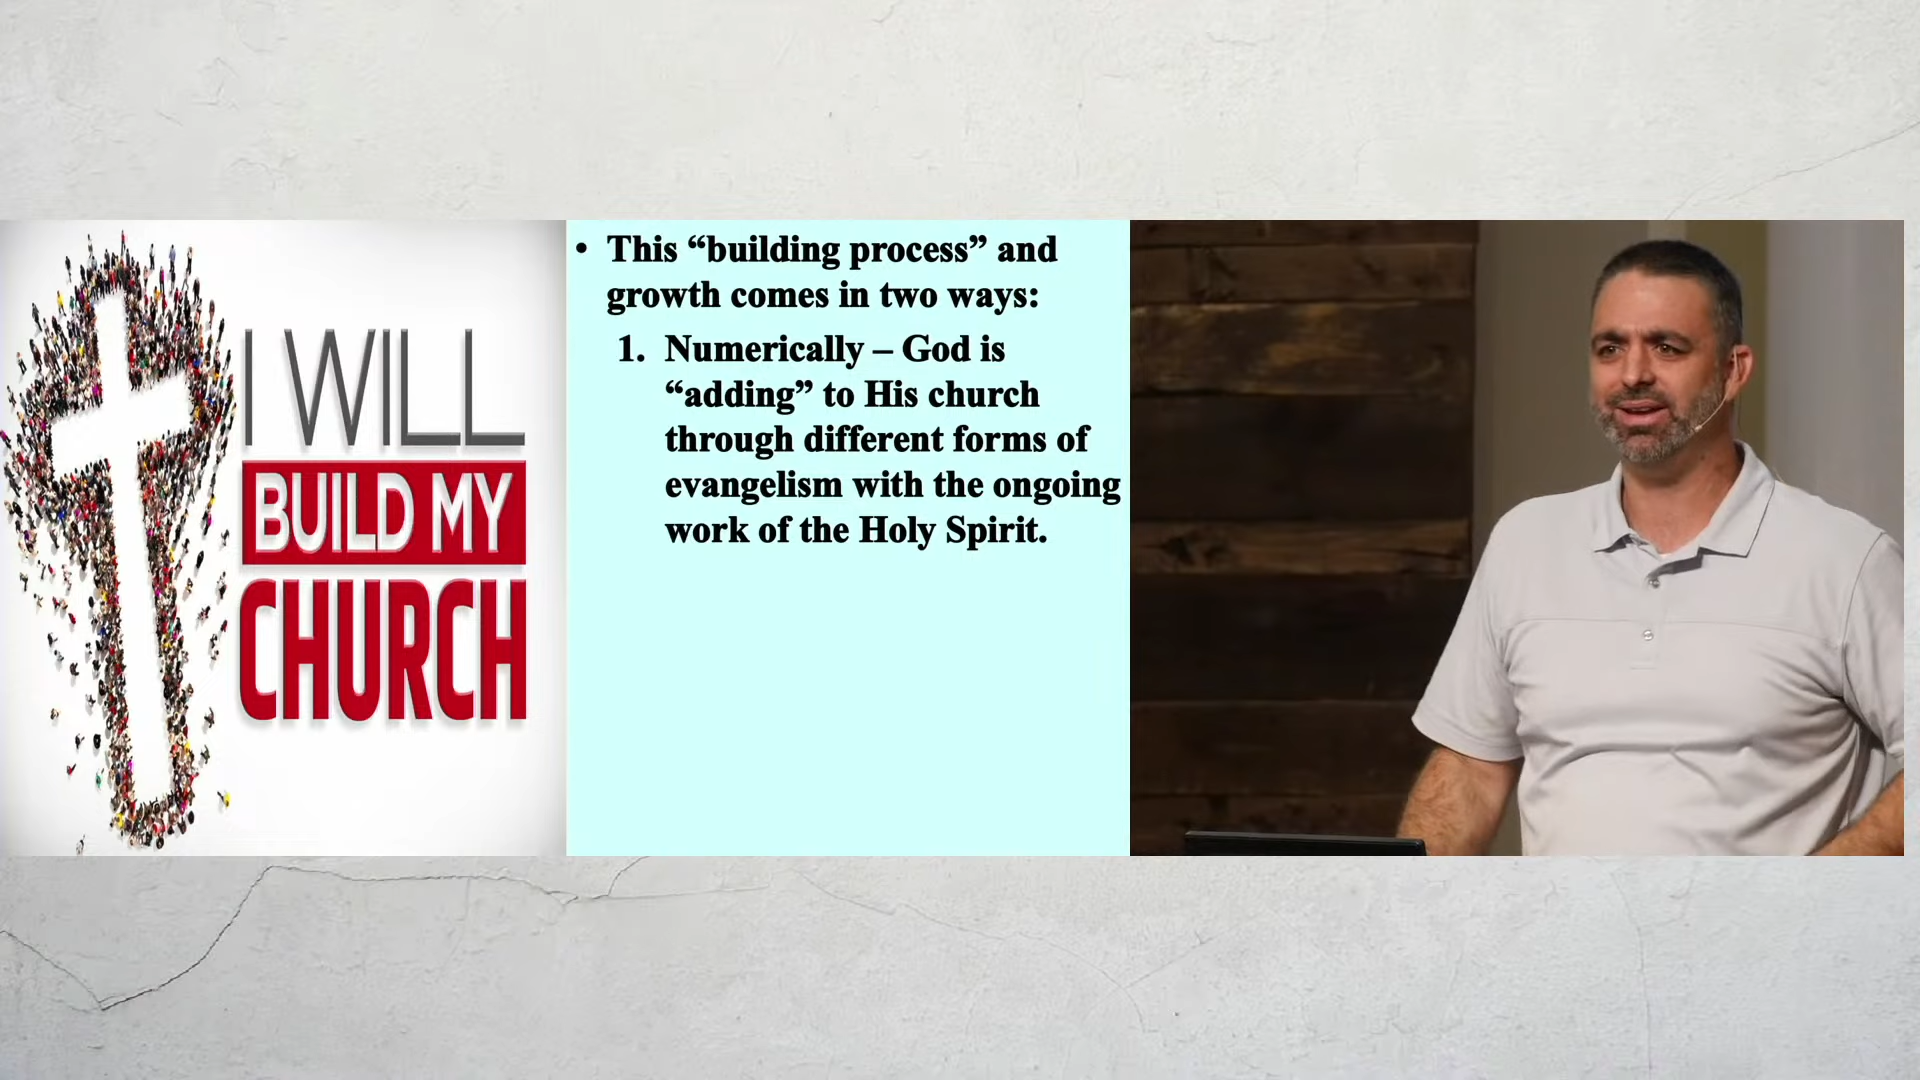 I WILL
BUILD MY
CHURCH
• This “building process” and
growth comes in two ways:
1. Numerically – God is
“adding” to His church
through different forms of
evangelism with the ongoing
work of the Holy Spirit.